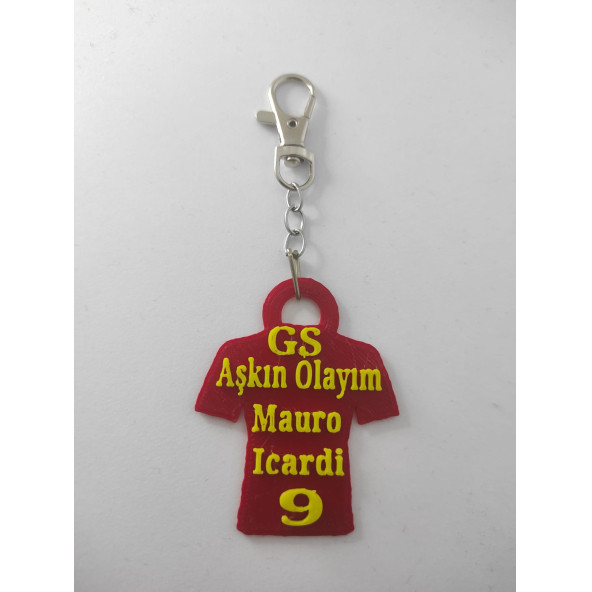 GS
Aşkın Olayım
Mauro
Icardi
9